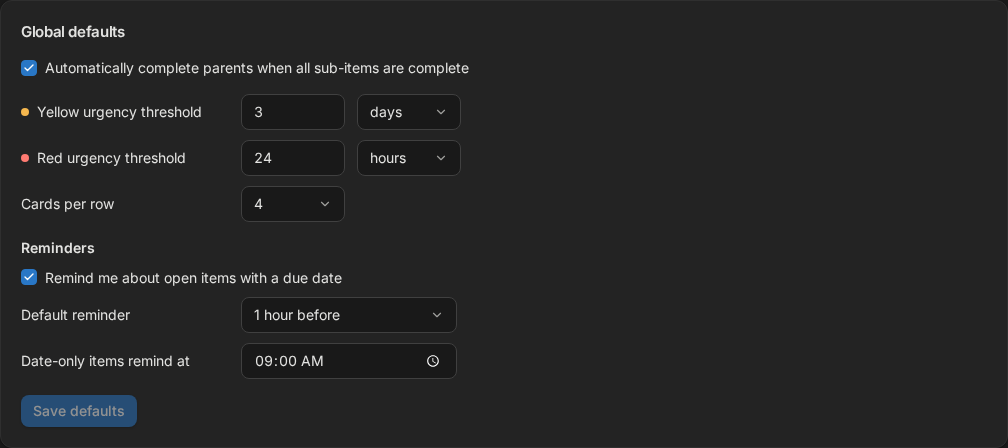 Global defaults
Automatically complete parents when all sub-items are complete
Yellow urgency threshold 3 days
Red urgency threshold 24 hours
Cards per row 4
Reminders
Remind me about open items with a due date
Default reminder 1 hour before
Date-only items remind at 09:00 AM
Save defaults